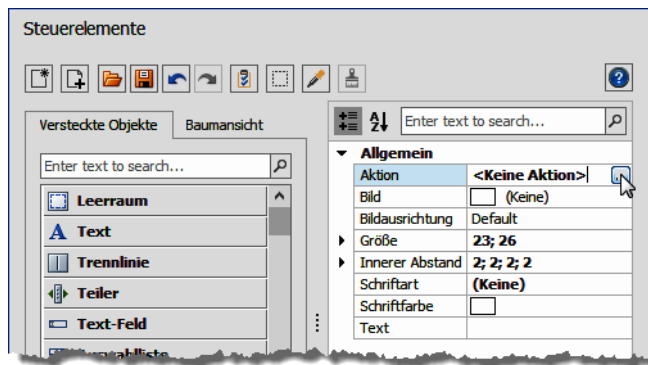 Steuerelemente
Versteckte Objekte
Baumansicht
Enter text to search...
Leerraum
Text
Trennlinie
Teiler
Text-Feld
Enter text to search...
Allgemein
Aktion <Keine Aktion>
Bild (Keine)
Bildausrichtung Default
Größe 23; 26
Innerer Abstand 2; 2; 2; 2
Schriftart (Keine)
Schriftfarbe
Text